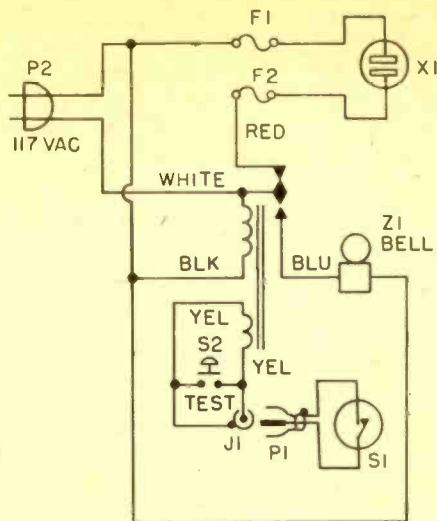 F1
P2
X1
F2
117 VAC
RED
WHITE
Z1
BELL
BLK
BLU
YEL
S2
YEL
TEST
J1
P1
S1